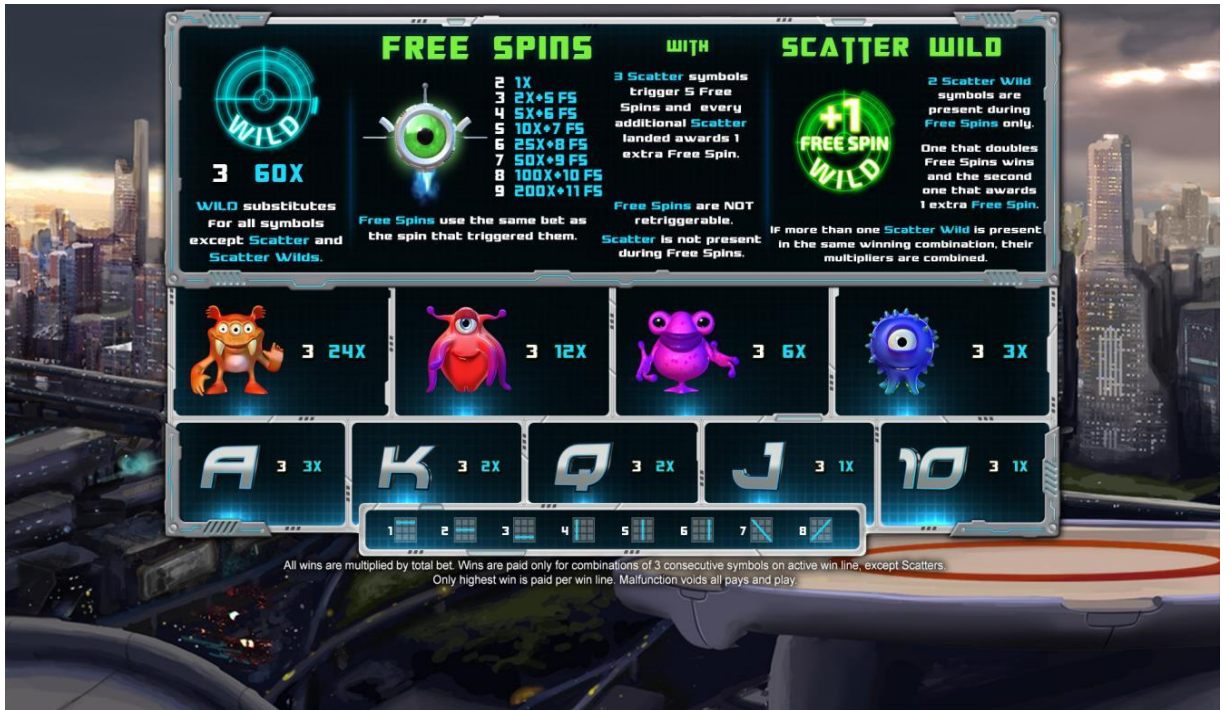 WILD
3 60X
WILD substitutes
for all symbols
except Scatter and
Scatter Wilds.
FREE SPINS
2 1X
3 2X+5 FS
4 5X+6 FS
5 10X+7 FS
6 25X+8 FS
7 50X+9 FS
8 100X+10 FS
9 200X+11 FS
Free Spins use the same bet as
the spin that triggered them.
WITH
3 Scatter symbols
trigger 5 Free
Spins and every
additional Scatter
landed awards 1
extra Free Spin.
Free Spins are NOT
retriggerable.
Scatter is not present
during Free Spins.
SCATTER WILD
+1
FREE SPIN
WILD
2 Scatter Wild
symbols are
present during
Free Spins only.
One that doubles
Free Spins wins
and the second
one that awards
1 extra Free Spin.
If more than one Scatter Wild is present
in the same winning combination, their
multipliers are combined.
3 24X
3 12X
3 6X
3 3X
A 3 3X
K 3 2X
Q 3 2X
J 3 1X
10 3 1X
1 2 3 4 5 6 7 8
All wins are multiplied by total bet. Wins are paid only for combinations of 3 consecutive symbols on active win line, except Scatters.
Only highest win is paid per win line. Malfunction voids all pays and play.